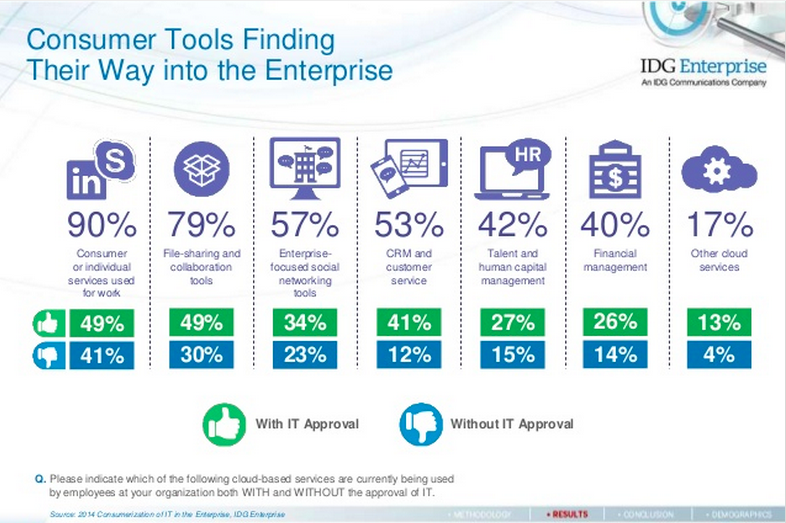 Consumer Tools Finding
Their Way into the Enterprise
IDG Enterprise
An IDG Communications Company
in
S
HR
$
90% 79% 57% 53% 42% 40% 17%
Consumer
or individual
services used
for work
File-sharing and
collaboration
tools
Enterprise-
focused social
networking
tools
CRM and
customer
service
Talent and
human capital
management
Financial
management
Other cloud
services
49% 49% 34% 41% 27% 26% 13%
41% 30% 23% 12% 15% 14% 4%
With IT Approval
Without IT Approval
Q. Please indicate which of the following cloud-based services are currently being used
by employees at your organization both WITH and WITHOUT the approval of IT.
Source: 2014 Consumerization of IT in the Enterprise, IDG Enterprise
• METHODOLOGY • RESULTS • CONCLUSION • DEMOGRAPHICS